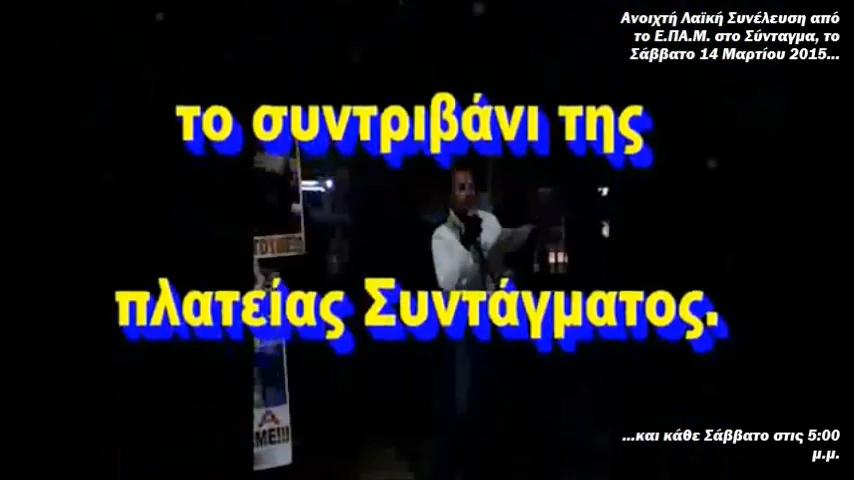 Ανοιχτή Λαϊκή Συνέλευση από
το Ε.ΠΑ.Μ. στο Σύνταγμα, το
Σάββατο 14 Μαρτίου 2015...
το συντριβάνι της
πλατείας Συντάγματος.
ΜΕ!!!
...και κάθε Σάββατο στις 5:00
μ.μ.